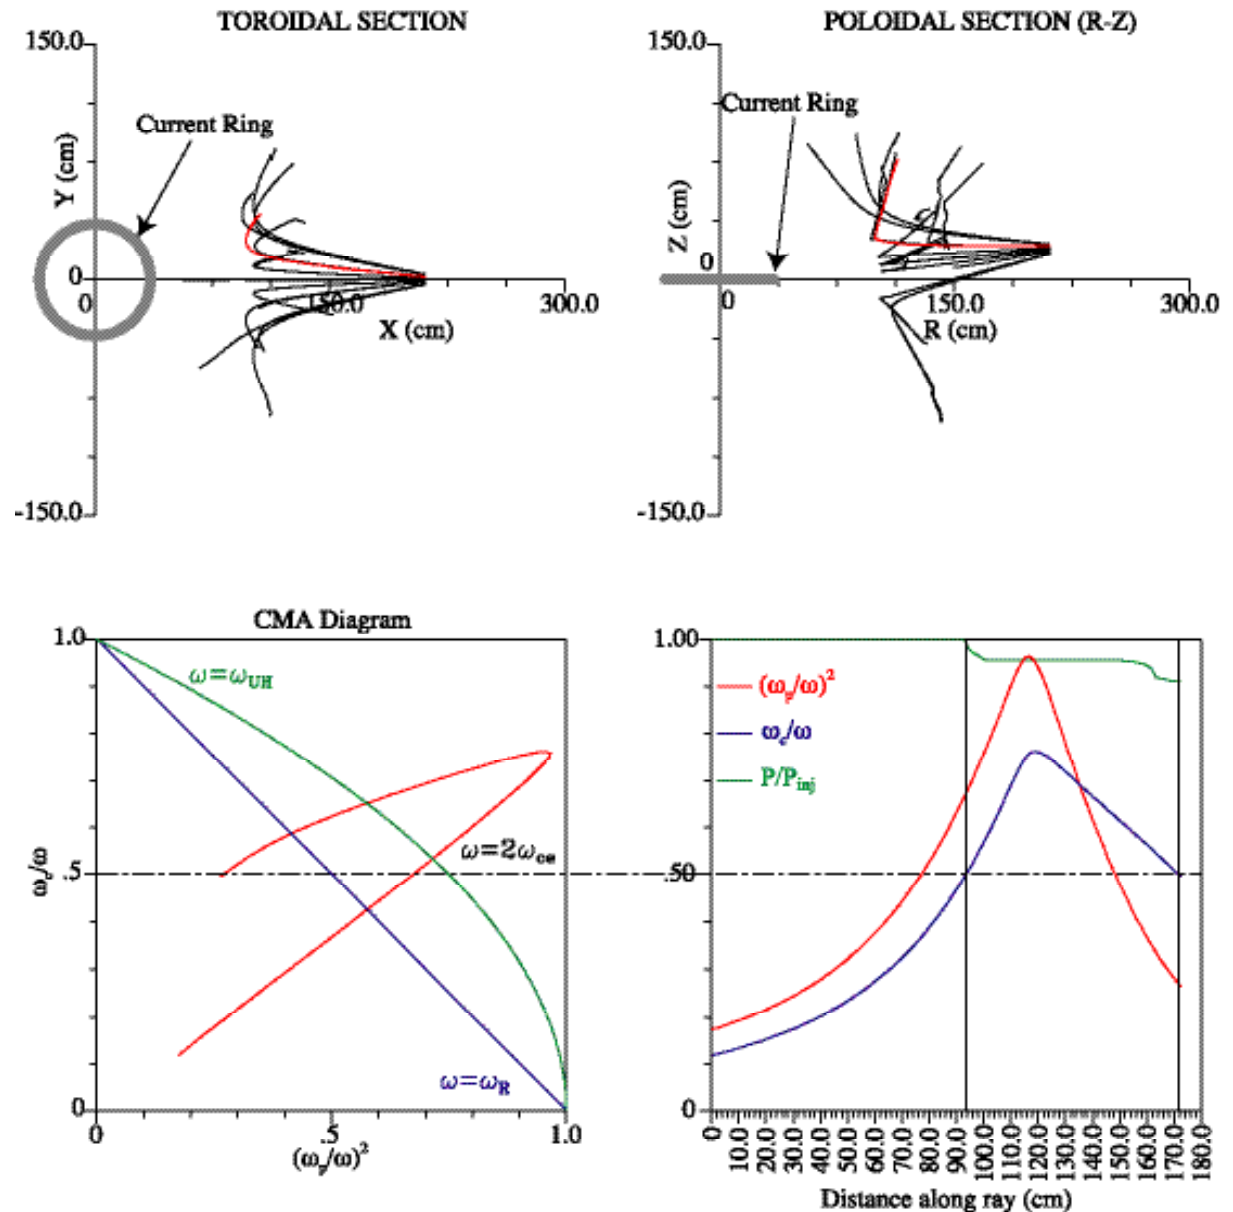 TOROIDAL SECTION
150.0
Current Ring
Y (cm)
0
0
150.0
300.0
X (cm)
-150.0
POLOIDAL SECTION (R-Z)
150.0
Current Ring
Z (cm)
0
0
150.0
300.0
R (cm)
-150.0
CMA Diagram
1.0
ω=ω_UH
ω_c/ω
.5
ω=2ω_ce
ω=ω_R
0
0
.5
1.0
(ω_p/ω)²
1.00
(ω_p/ω)²
ω_c/ω
P/P_inj
.50
0
0
10.0
20.0
30.0
40.0
50.0
60.0
70.0
80.0
90.0
100.0
110.0
120.0
130.0
140.0
150.0
160.0
170.0
180.0
Distance along ray (cm)